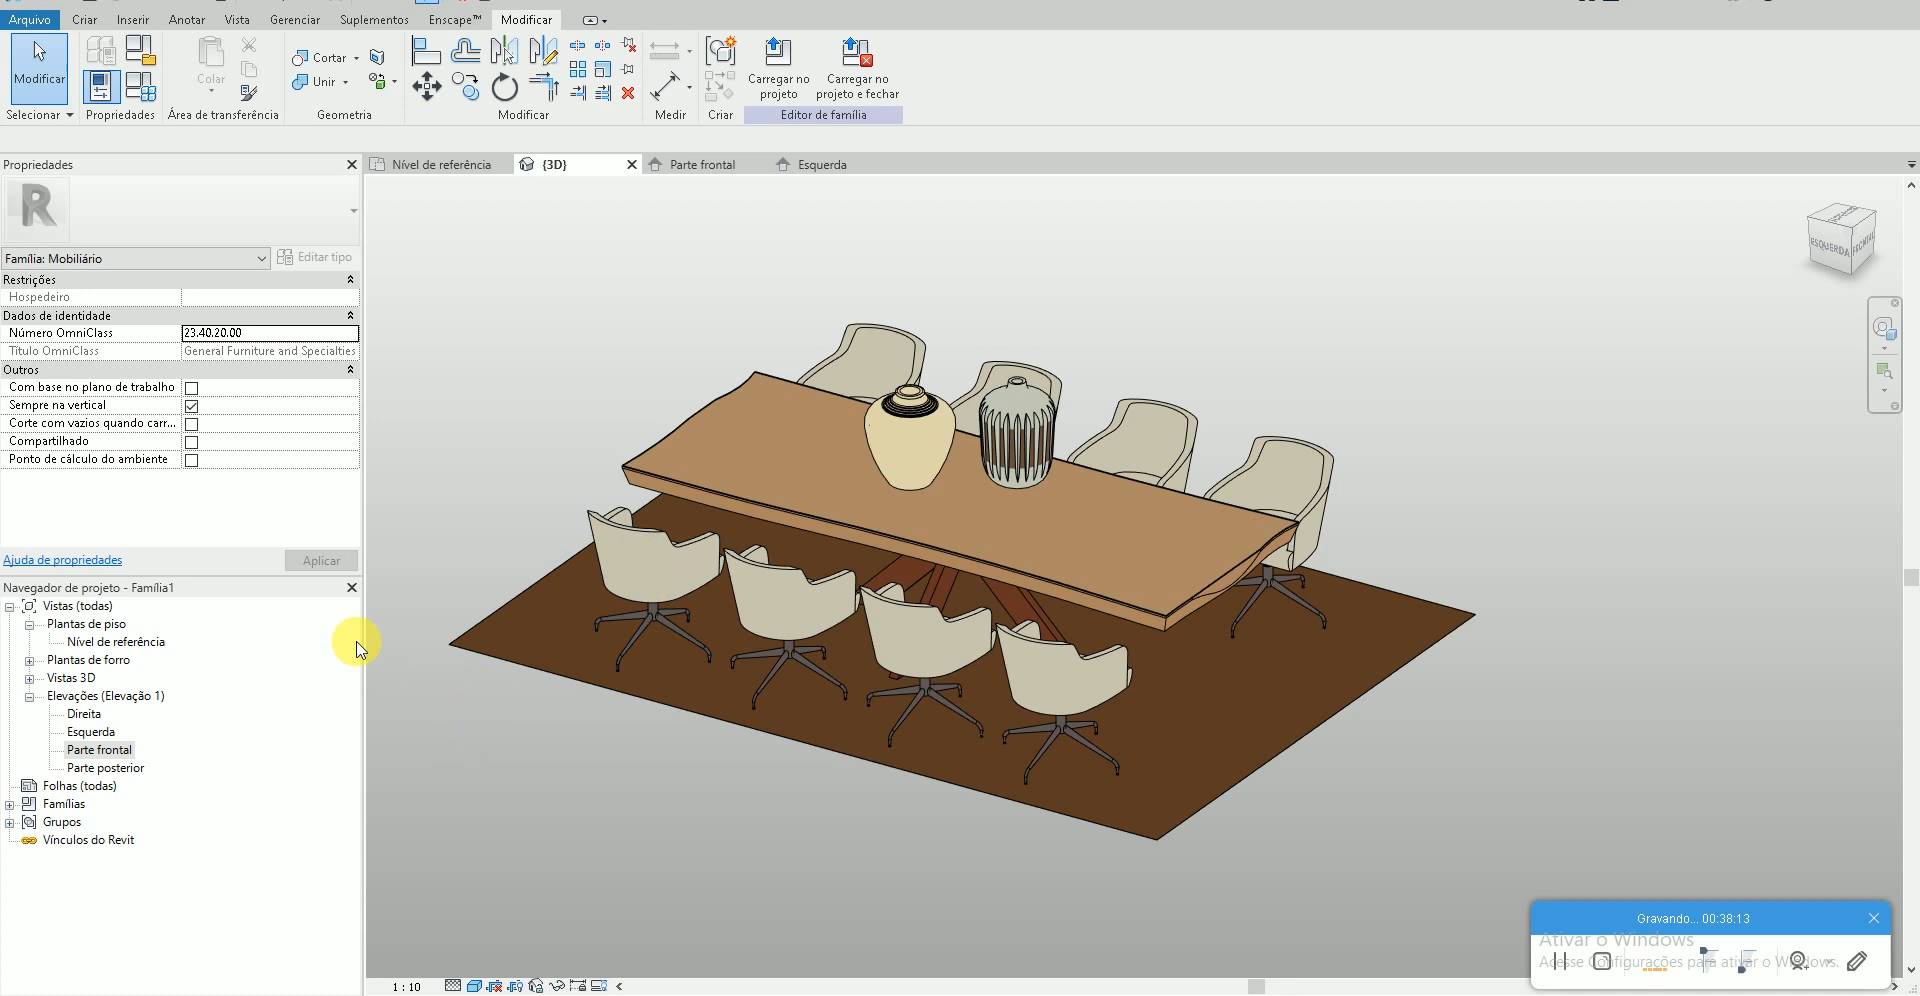 Arquivo Criar Inserir Anotar Vista Gerenciar Suplementos Enscape™ Modificar
Modificar
Colar
Cortar
Unir
Carregar no projeto
Carregar no projeto e fechar
Selecionar Propriedades Área de transferência Geometria Modificar Medir Criar Editor de família
Propriedades
Nível de referência {3D} Parte frontal Esquerda
R
Família: Mobiliário Editar tipo
Restrições
Hospedeiro
Dados de identidade
Número OmniClass 23.40.20.00
Título OmniClass General Furniture and Specialties
Outros
Com base no plano de trabalho
Sempre na vertical
Corte com vazios quando carr...
Compartilhado
Ponto de cálculo do ambiente
Ajuda de propriedades Aplicar
Navegador de projeto - Família1
Vistas (todas)
Plantas de piso
Nível de referência
Plantas de forro
Vistas 3D
Elevações (Elevação 1)
Direita
Esquerda
Parte frontal
Parte posterior
Folhas (todas)
Famílias
Grupos
Vínculos do Revit
ESQUERDA
1 : 10
Gravando... 00:38:13
Ativar o Windows
Acesse Configurações para ativar o Windows.